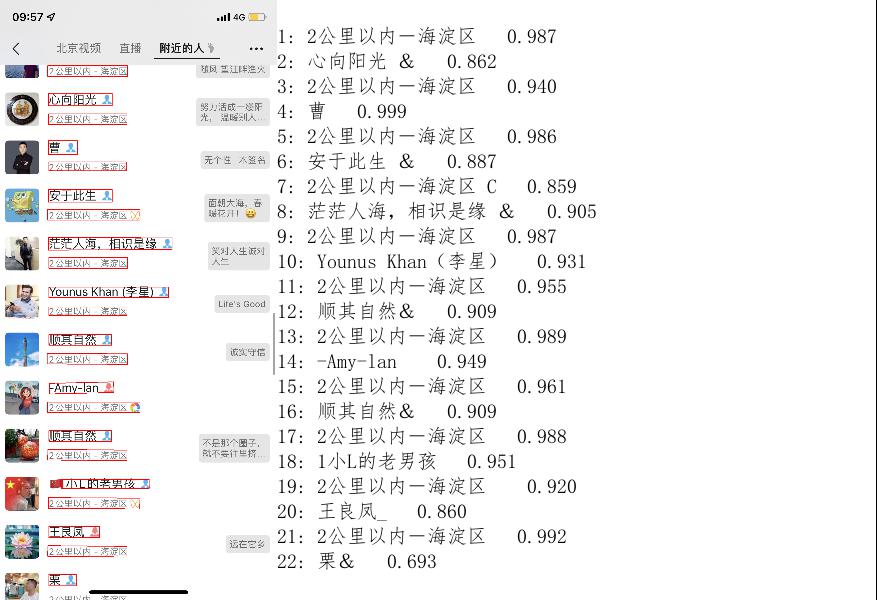 09:57
4G
北京视频 直播 附近的人
2公里以内 - 海淀区
心向阳光
努力活成一缕阳
光，温暖别人...
2公里以内 - 海淀区
曹
无个性 不签名
2公里以内 - 海淀区
安于此生
面朝大海，春
暖花开！😄
2公里以内 - 海淀区
茫茫人海，相识是缘
笑对人生诚对
人生
2公里以内 - 海淀区
Younus Khan (李星)
Life's Good
2公里以内 - 海淀区
顺其自然
诚实守信
2公里以内 - 海淀区
-Amy-lan
2公里以内 - 海淀区
顺其自然
不是那个圈子，
就不要往里挤...
2公里以内 - 海淀区
🇨🇳小L的老男孩
2公里以内 - 海淀区
王良凤
远在它乡
2公里以内 - 海淀区
栗
2公里以内 - 海淀区
1: 2公里以内－海淀区 0.987
2: 心向阳光 & 0.862
3: 2公里以内－海淀区 0.940
4: 曹 0.999
5: 2公里以内－海淀区 0.986
6: 安于此生 & 0.887
7: 2公里以内－海淀区 C 0.859
8: 茫茫人海，相识是缘 & 0.905
9: 2公里以内－海淀区 0.987
10: Younus Khan（李星） 0.931
11: 2公里以内－海淀区 0.955
12: 顺其自然& 0.909
13: 2公里以内－海淀区 0.989
14: -Amy-lan 0.949
15: 2公里以内－海淀区 0.961
16: 顺其自然& 0.909
17: 2公里以内－海淀区 0.988
18: 1小L的老男孩 0.951
19: 2公里以内－海淀区 0.920
20: 王良凤_ 0.860
21: 2公里以内－海淀区 0.992
22: 栗& 0.693